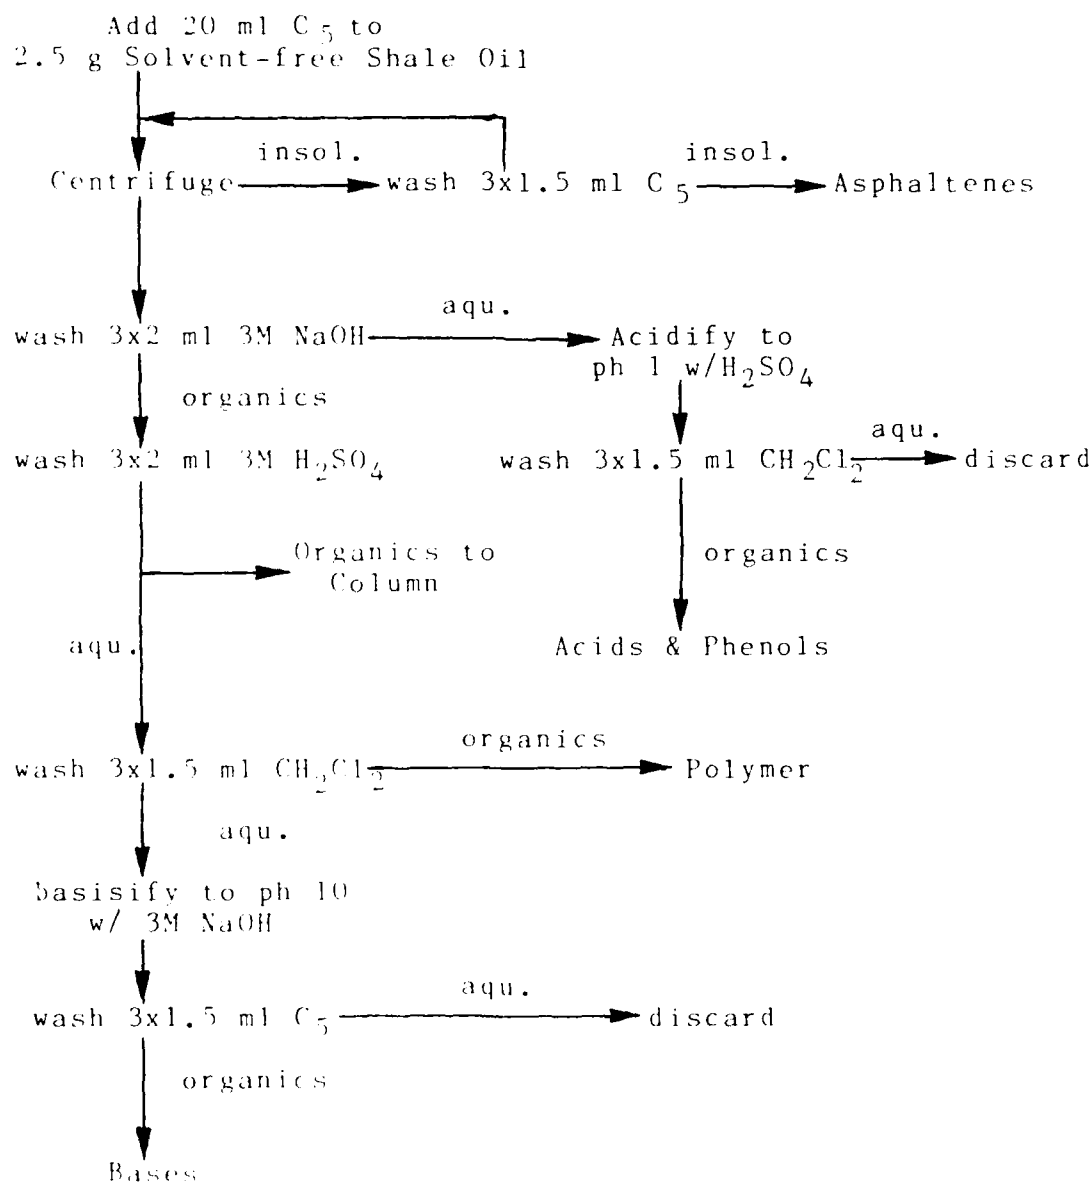 Add 20 ml C5 to
2.5 g Solvent-free Shale Oil
insol.
insol.
Centrifuge
wash 3x1.5 ml C5
Asphaltenes
aqu.
wash 3x2 ml 3M NaOH
Acidify to
ph 1 w/H2SO4
organics
aqu.
wash 3x2 ml 3M H2SO4
wash 3x1.5 ml CH2Cl2
discard
Organics to
Column
organics
aqu.
Acids & Phenols
organics
wash 3x1.5 ml CH2Cl2
Polymer
aqu.
basisify to ph 10
w/ 3M NaOH
aqu.
wash 3x1.5 ml C5
discard
organics
Bases